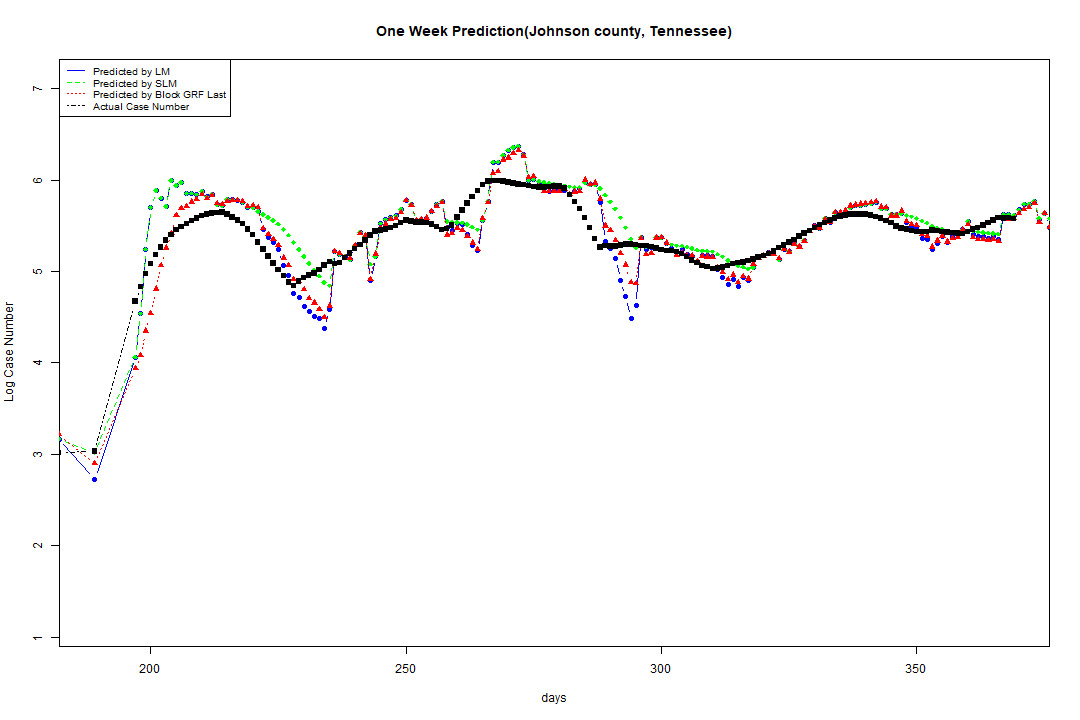 One Week Prediction(Johnson county, Tennessee)
Predicted by LM
Predicted by SLM
Predicted by Block GRF Last
Actual Case Number
7
6
5
4
3
2
1
Log Case Number
200 250 300 350
days